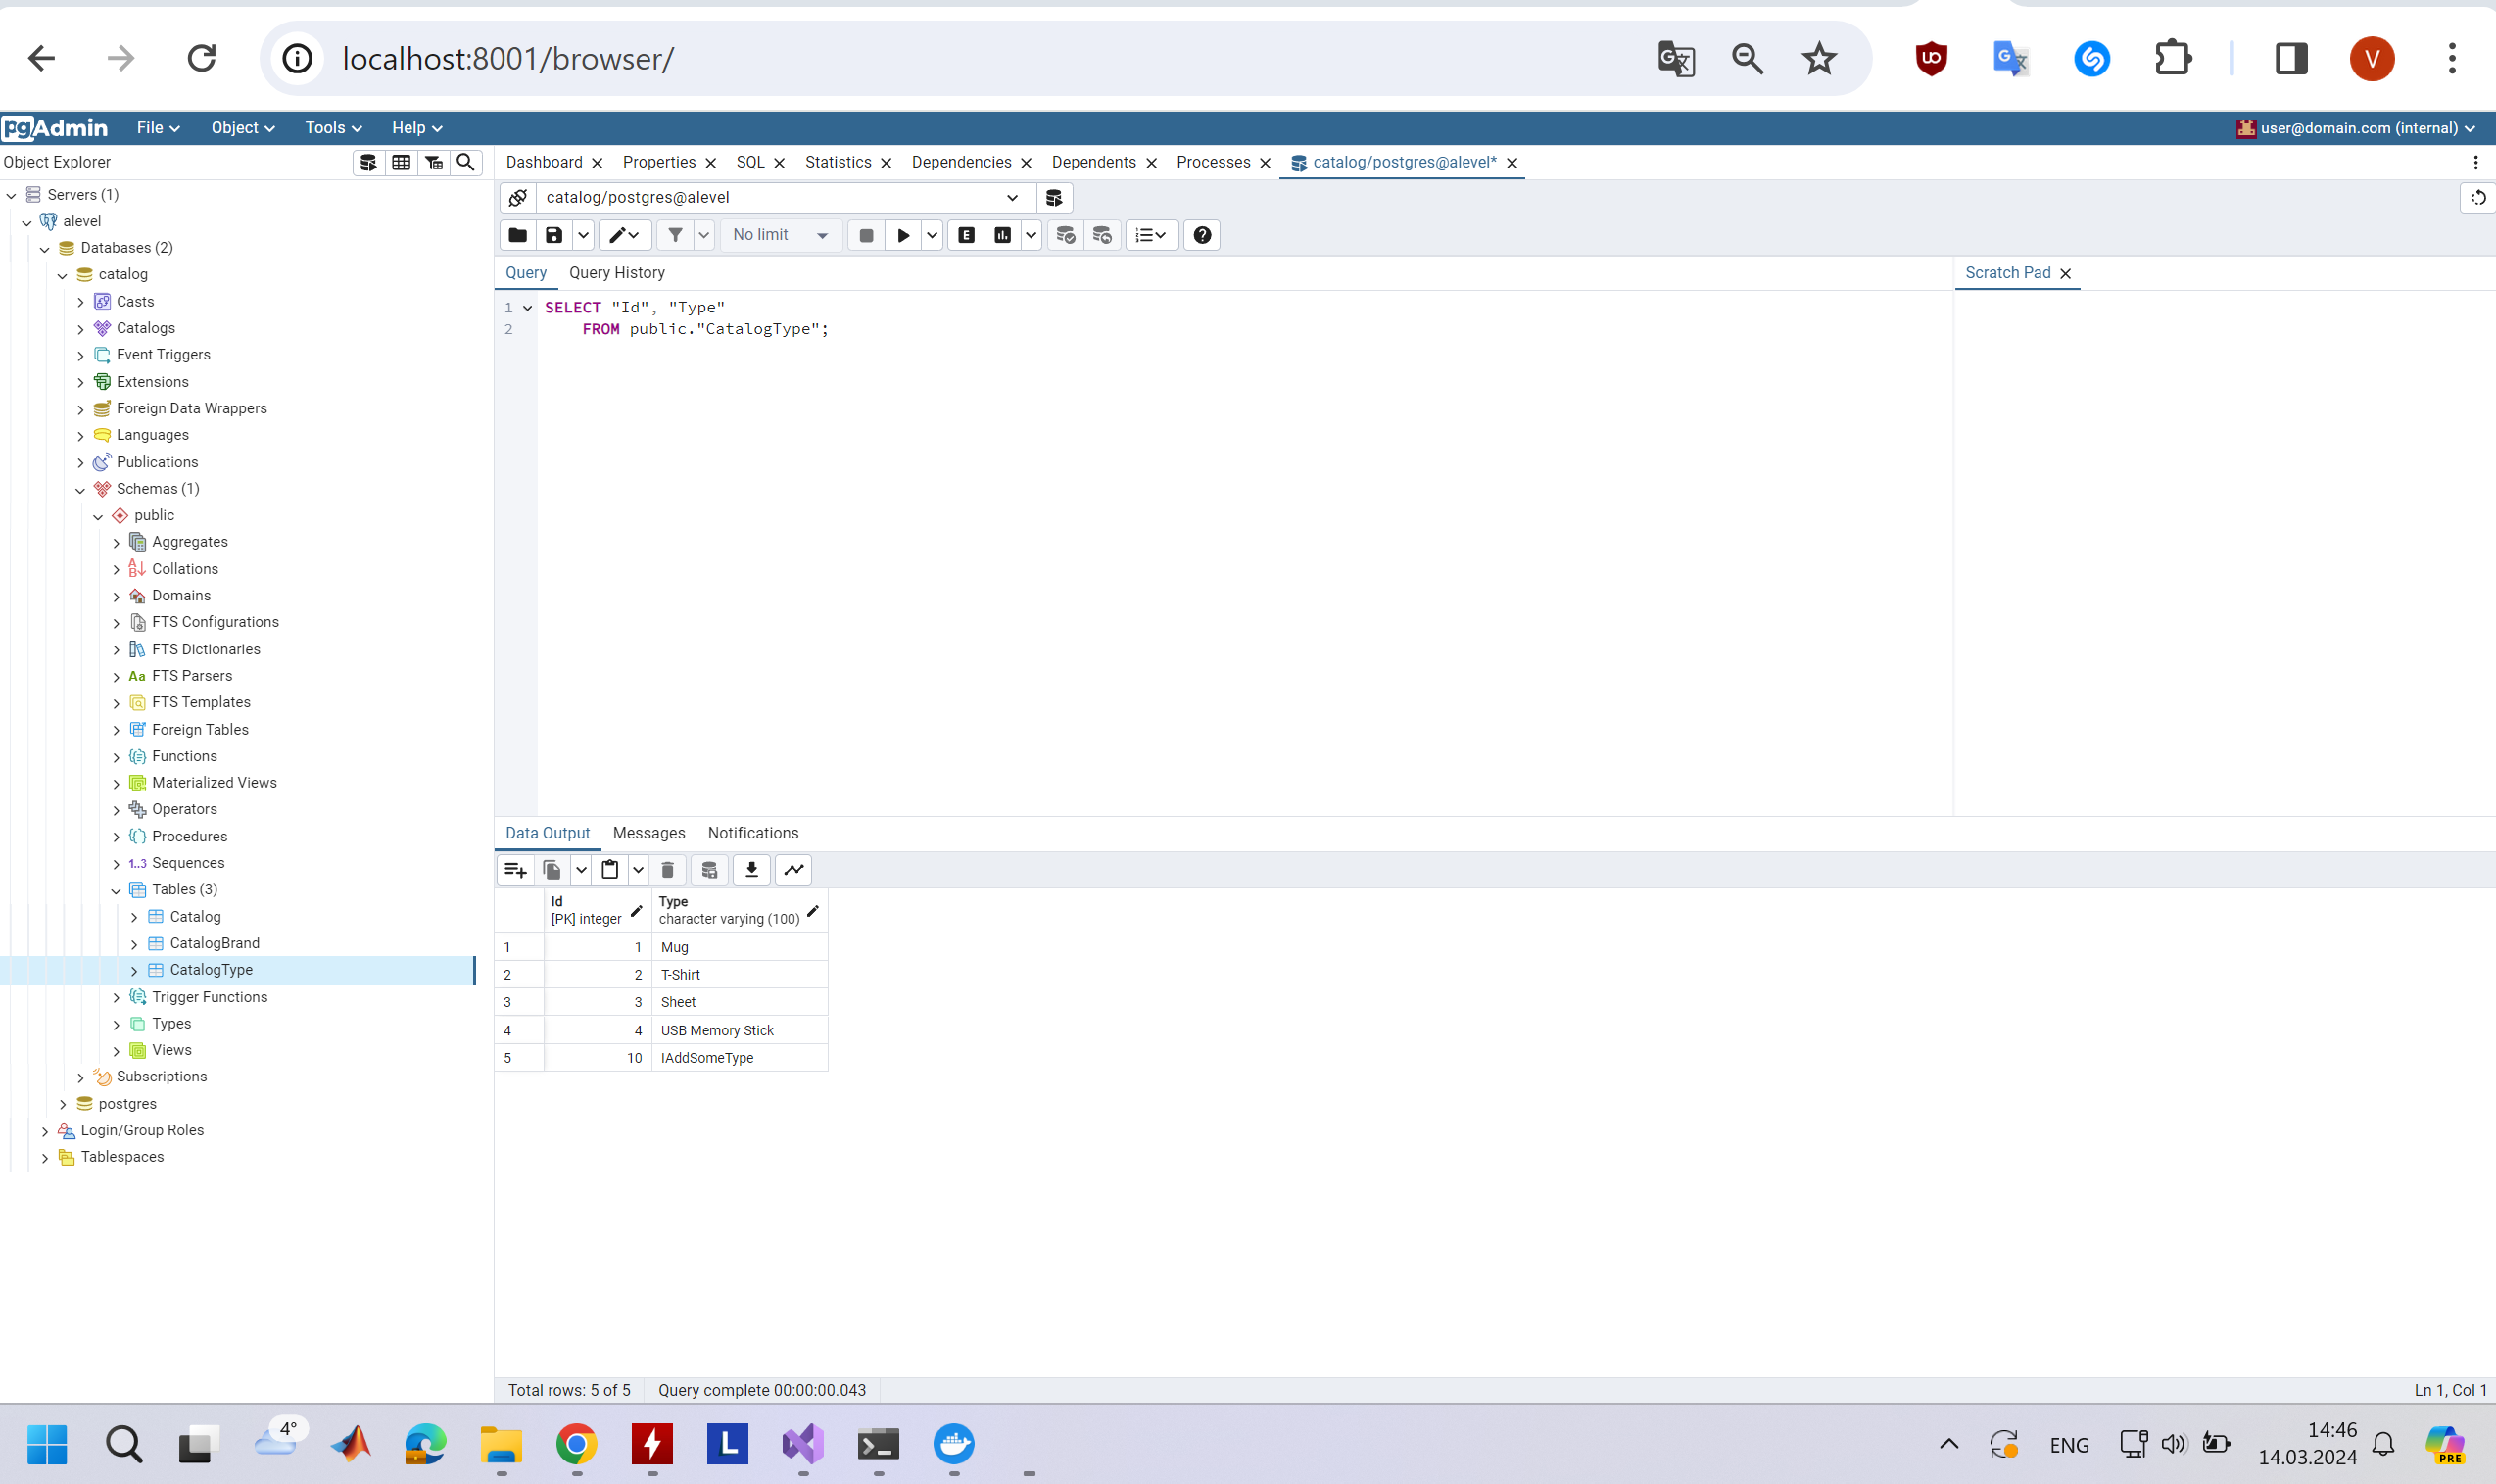 localhost:8001/browser/
V
pgAdmin File Object Tools Help user@domain.com (internal)
Object Explorer
Dashboard Properties SQL Statistics Dependencies Dependents Processes catalog/postgres@alevel*
Servers (1)
alevel
Databases (2)
catalog
Casts
Catalogs
Event Triggers
Extensions
Foreign Data Wrappers
Languages
Publications
Schemas (1)
public
Aggregates
Collations
Domains
FTS Configurations
FTS Dictionaries
Aa FTS Parsers
FTS Templates
Foreign Tables
Functions
Materialized Views
Operators
Procedures
1..3 Sequences
Tables (3)
Catalog
CatalogBrand
CatalogType
Trigger Functions
Types
Views
Subscriptions
postgres
Login/Group Roles
Tablespaces
catalog/postgres@alevel
No limit
E
Query Query History
Scratch Pad
1 SELECT "Id", "Type"
2 FROM public."CatalogType";
Data Output Messages Notifications
Id Type
[PK] integer character varying (100)
1 1 Mug
2 2 T-Shirt
3 3 Sheet
4 4 USB Memory Stick
5 10 IAddSomeType
Total rows: 5 of 5 Query complete 00:00:00.043 Ln 1, Col 1
4°
L
ENG
14:46
14.03.2024
PRE